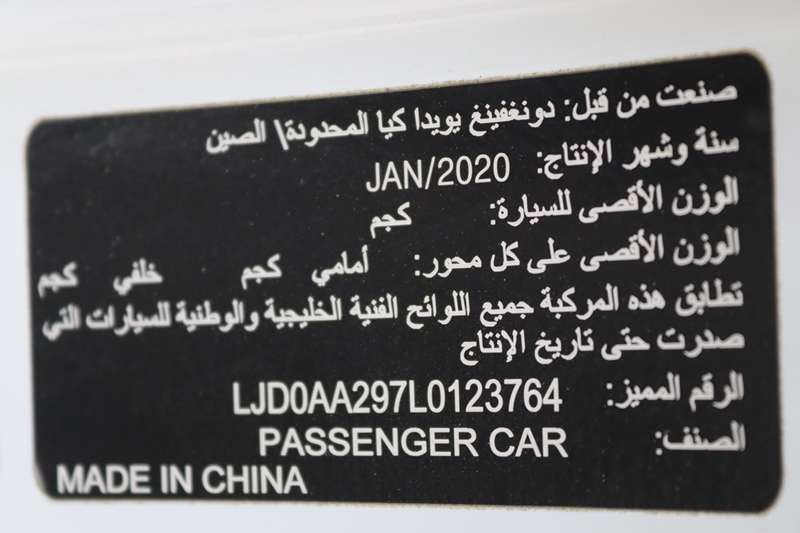 صنعت من قبل: دونغفينغ يويدا كيا المحدودة\ الصين
سنة وشهر الإنتاج: JAN/2020
الوزن الأقصى للسيارة: كجم
الوزن الأقصى على كل محور: أمامي كجم خلفي كجم
تطابق هذه المركبة جميع اللوائح الفنية الخليجية والوطنية للسيارات التي
صدرت حتى تاريخ الإنتاج
الرقم المميز: LJD0AA297L0123764
الصنف: PASSENGER CAR
MADE IN CHINA